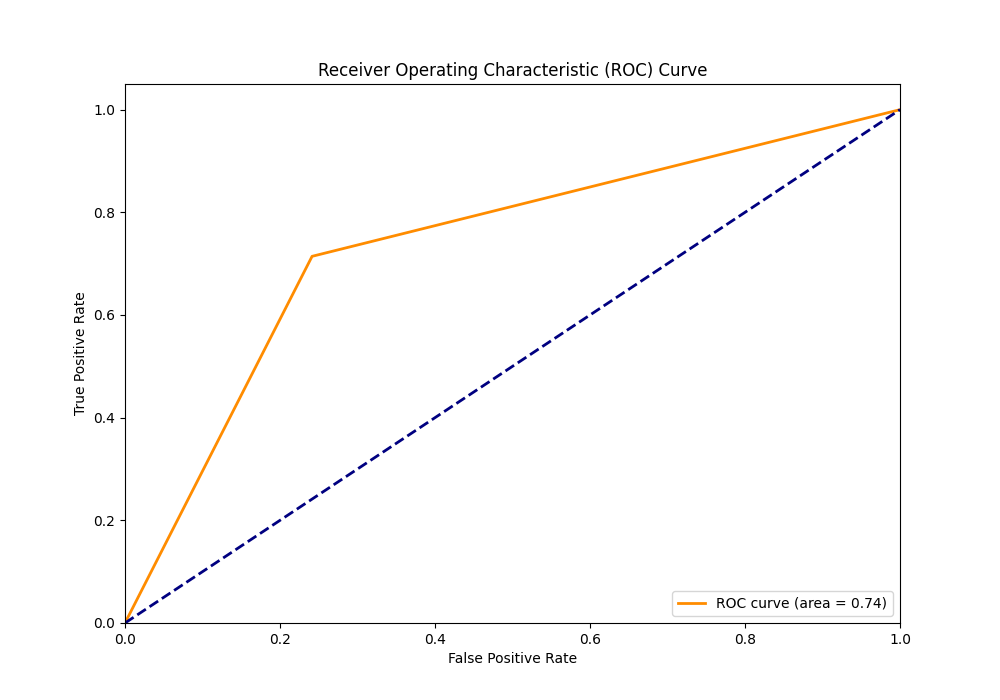 Receiver Operating Characteristic (ROC) Curve
True Positive Rate
1.0
0.8
0.6
0.4
0.2
0.0
0.0 0.2 0.4 0.6 0.8 1.0
False Positive Rate
ROC curve (area = 0.74)